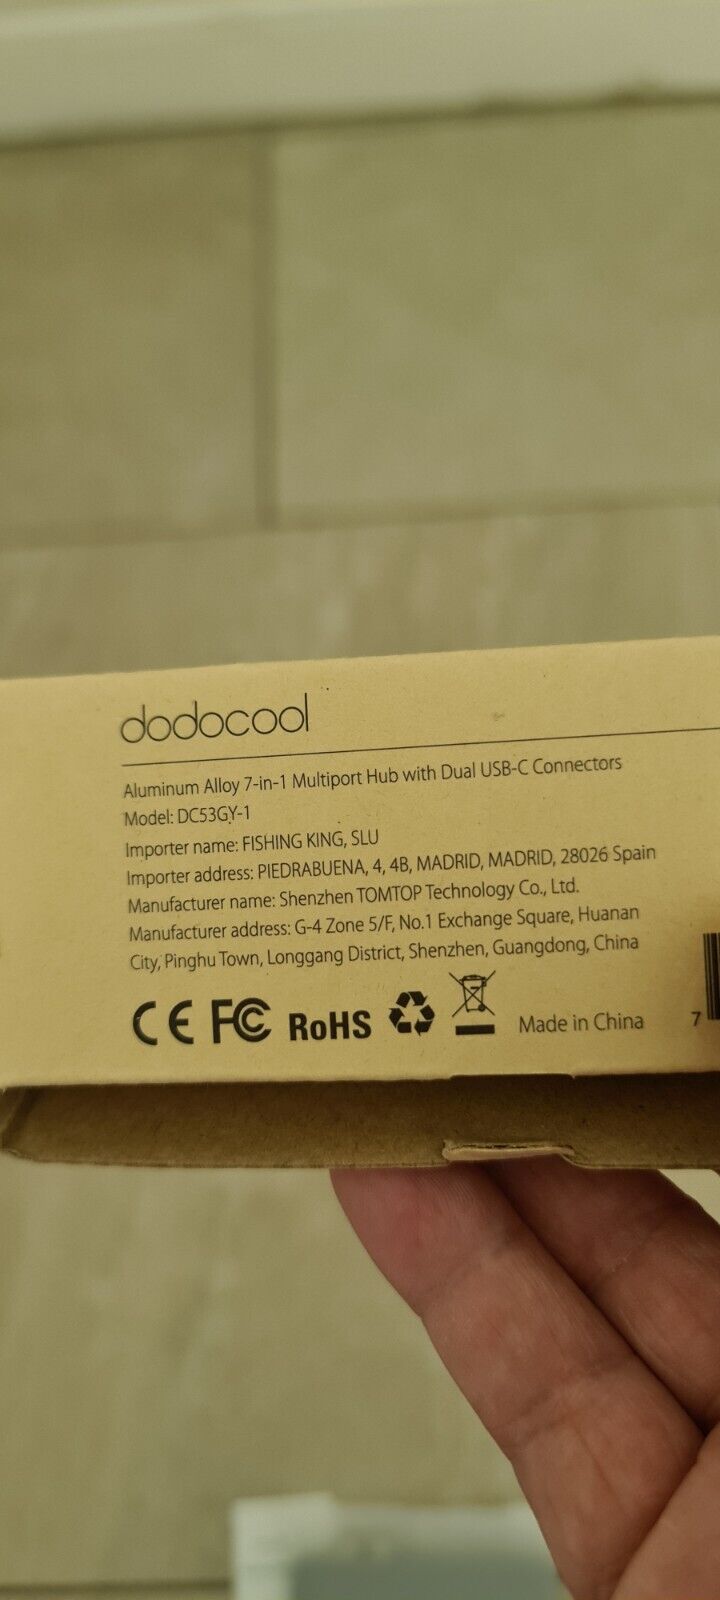 dodocool
Aluminum Alloy 7-in-1 Multiport Hub with Dual USB-C Connectors
Model: DC53GY-1
Importer name: FISHING KING, SLU
Importer address: PIEDRABUENA, 4, 4B, MADRID, MADRID, 28026 Spain
Manufacturer name: Shenzhen TOMTOP Technology Co., Ltd.
Manufacturer address: G-4 Zone 5/F, No.1 Exchange Square, Huanan
City, Pinghu Town, Longgang District, Shenzhen, Guangdong, China
CE FC RoHS Made in China 7